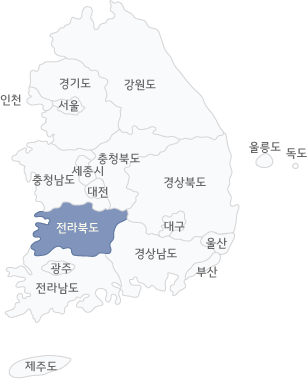 경기도
강원도
인천
서울
울릉도
독도
충청북도
세종시
충청남도
경상북도
대전
전라북도
대구
울산
경상남도
광주
부산
전라남도
제주도